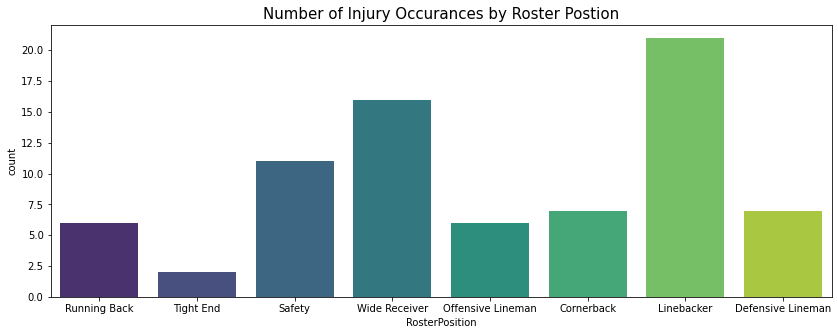 Number of Injury Occurances by Roster Postion
20.0
17.5
15.0
12.5
10.0
7.5
5.0
2.5
0.0
count
Running Back Tight End Safety Wide Receiver Offensive Lineman Cornerback Linebacker Defensive Lineman
RosterPosition